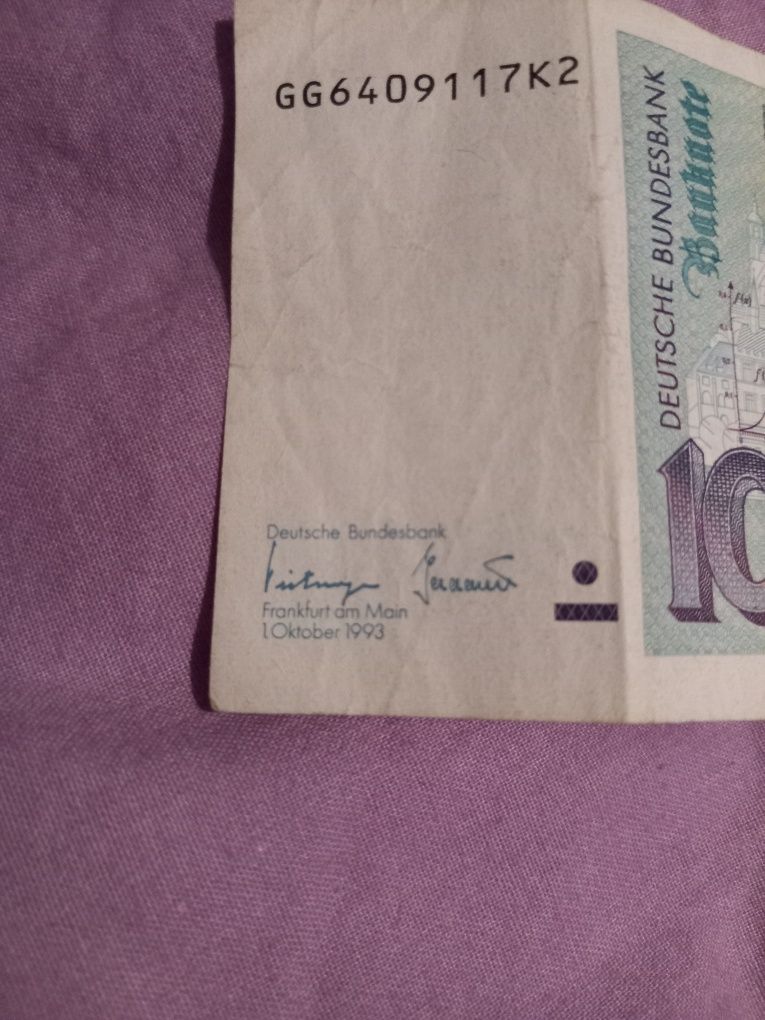 GG6409117K2
DEUTSCHE BUNDESBANK
Banknote
f(x)
10
Deutsche Bundesbank
Frankfurt am Main
1.Oktober 1993